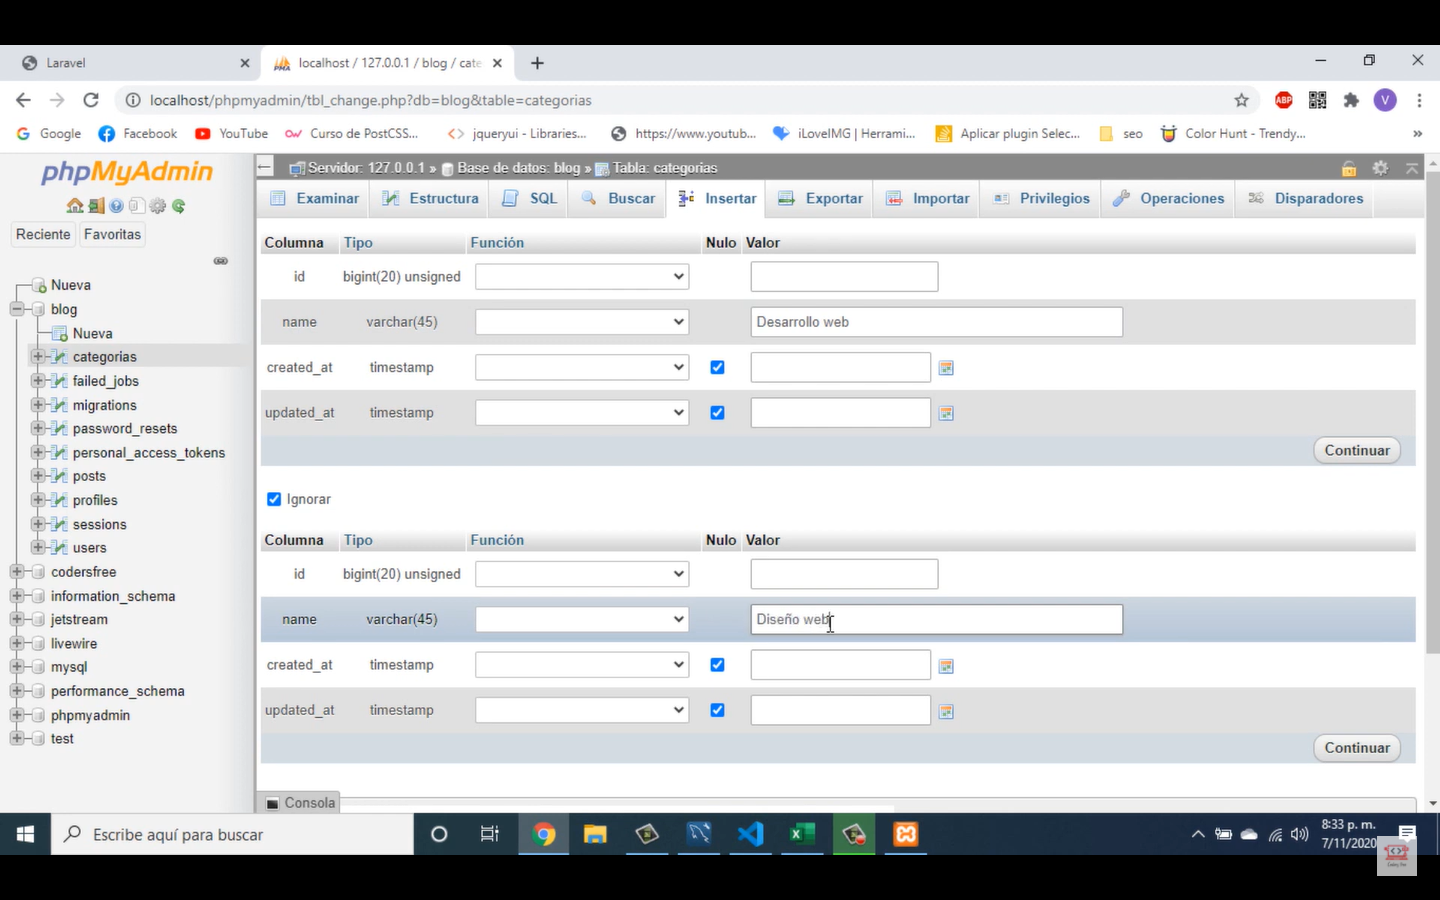 Laravel
localhost / 127.0.0.1 / blog / cate
localhost/phpmyadmin/tbl_change.php?db=blog&table=categorias
ABP
V
Google
Facebook
YouTube
Curso de PostCSS...
jqueryui - Libraries...
https://www.youtub...
iLoveIMG | Herrami...
Aplicar plugin Selec...
seo
Color Hunt - Trendy...
»
phpMyAdmin
Reciente
Favoritas
Nueva
blog
Nueva
categorias
failed_jobs
migrations
password_resets
personal_access_tokens
posts
profiles
sessions
users
codersfree
information_schema
jetstream
livewire
mysql
performance_schema
phpmyadmin
test
Servidor: 127.0.0.1 » Base de datos: blog » Tabla: categorias
Examinar
Estructura
SQL
Buscar
Insertar
Exportar
Importar
Privilegios
Operaciones
Disparadores
Columna Tipo Función Nulo Valor
id bigint(20) unsigned
name varchar(45) Desarrollo web
created_at timestamp
updated_at timestamp
Continuar
Ignorar
Columna Tipo Función Nulo Valor
id bigint(20) unsigned
name varchar(45) Diseño web
created_at timestamp
updated_at timestamp
Continuar
Consola
Escribe aquí para buscar
8:33 p. m.
7/11/2020